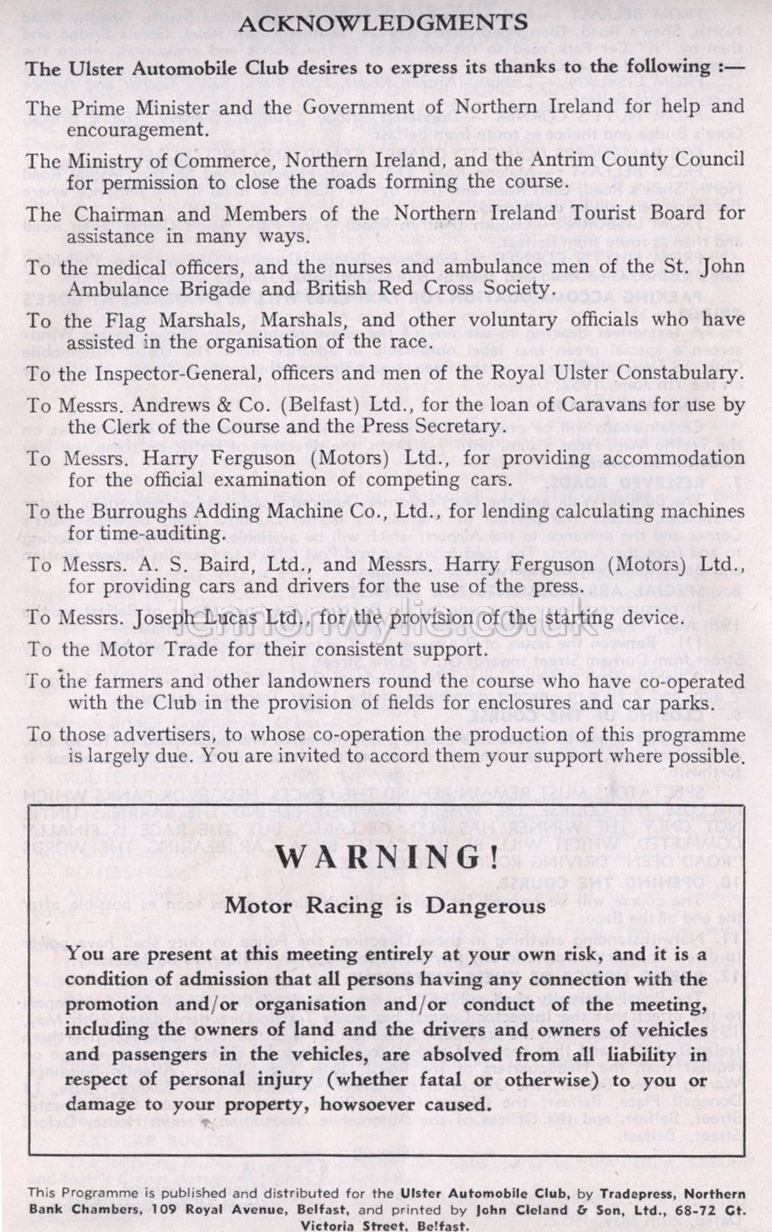 ACKNOWLEDGMENTS
The Ulster Automobile Club desires to express its thanks to the following :—
The Prime Minister and the Government of Northern Ireland for help and
encouragement.
The Ministry of Commerce, Northern Ireland, and the Antrim County Council
for permission to close the roads forming the course.
The Chairman and Members of the Northern Ireland Tourist Board for
assistance in many ways.
To the medical officers, and the nurses and ambulance men of the St. John
Ambulance Brigade and British Red Cross Society.
To the Flag Marshals, Marshals, and other voluntary officials who have
assisted in the organisation of the race.
To the Inspector-General, officers and men of the Royal Ulster Constabulary.
To Messrs. Andrews & Co. (Belfast) Ltd., for the loan of Caravans for use by
the Clerk of the Course and the Press Secretary.
To Messrs. Harry Ferguson (Motors) Ltd., for providing accommodation
for the official examination of competing cars.
To the Burroughs Adding Machine Co., Ltd., for lending calculating machines
for time-auditing.
To Messrs. A. S. Baird, Ltd., and Messrs. Harry Ferguson (Motors) Ltd.,
for providing cars and drivers for the use of the press.
To Messrs. Joseph Lucas Ltd., for the provision of the starting device.
lennonwylie.co.uk
To the Motor Trade for their consistent support.
To the farmers and other landowners round the course who have co-operated
with the Club in the provision of fields for enclosures and car parks.
To those advertisers, to whose co-operation the production of this programme
is largely due. You are invited to accord them your support where possible.
WARNING!
Motor Racing is Dangerous
You are present at this meeting entirely at your own risk, and it is a
condition of admission that all persons having any connection with the
promotion and/or organisation and/or conduct of the meeting,
including the owners of land and the drivers and owners of vehicles
and passengers in the vehicles, are absolved from all liability in
respect of personal injury (whether fatal or otherwise) to you or
damage to your property, howsoever caused.
This Programme is published and distributed for the Ulster Automobile Club, by Tradepress, Northern
Bank Chambers, 109 Royal Avenue, Belfast, and printed by John Cleland & Son, Ltd., 68-72 Gt.
Victoria Street, Belfast.